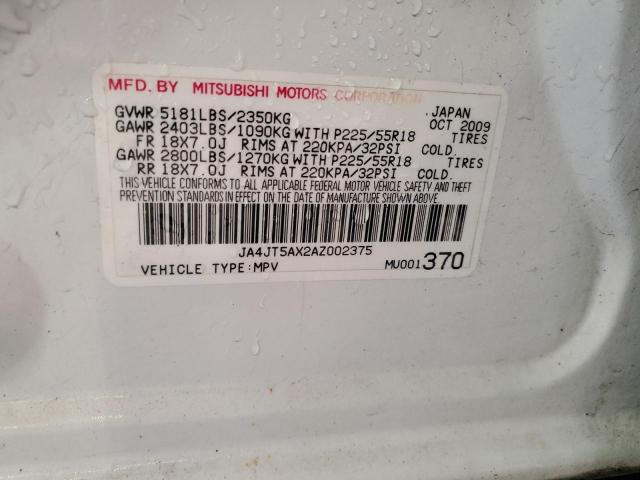 MFD. BY MITSUBISHI MOTORS CORPORATION
JAPAN
GVWR 5181LBS/2350KG OCT 2009
GAWR 2403LBS/1090KG WITH P225/55R18 TIRES
FR 18X7.0J RIMS AT 220KPA/32PSI COLD.
GAWR 2800LBS/1270KG WITH P225/55R18 TIRES
RR 18X7.0J RIMS AT 220KPA/32PSI COLD.
THIS VEHICLE CONFORMS TO ALL APPLICABLE FEDERAL MOTOR VEHICLE SAFETY AND THEFT
PREVENTION STANDARDS IN EFFECT ON THE DATE OF MANUFACTURE SHOWN ABOVE.
JA4JT5AX2AZ002375
VEHICLE TYPE:MPV MU001370